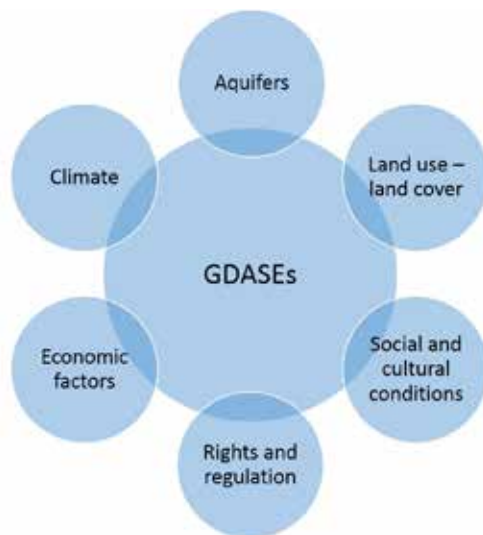 Aquifers
Climate
Land use –
land cover
GDASEs
Economic
factors
Social and
cultural
conditions
Rights and
regulation